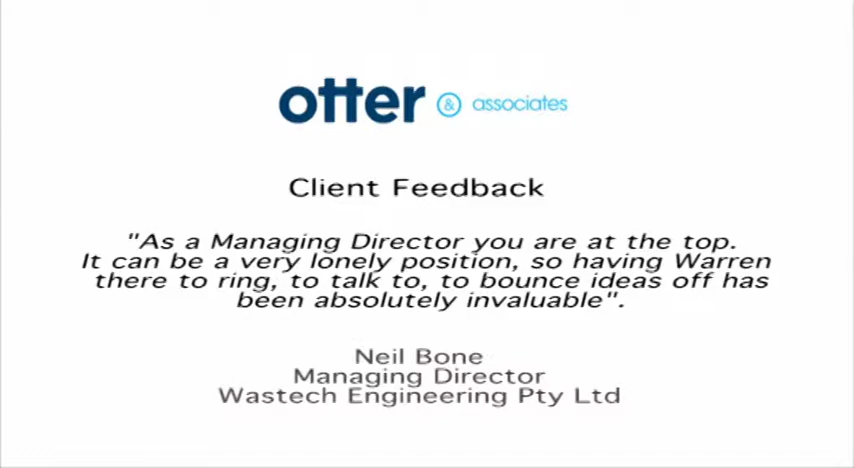 otter & associates
Client Feedback
"As a Managing Director you are at the top.
It can be a very lonely position, so having Warren
there to ring, to talk to, to bounce ideas off has
been absolutely invaluable".
Neil Bone
Managing Director
Wastech Engineering Pty Ltd